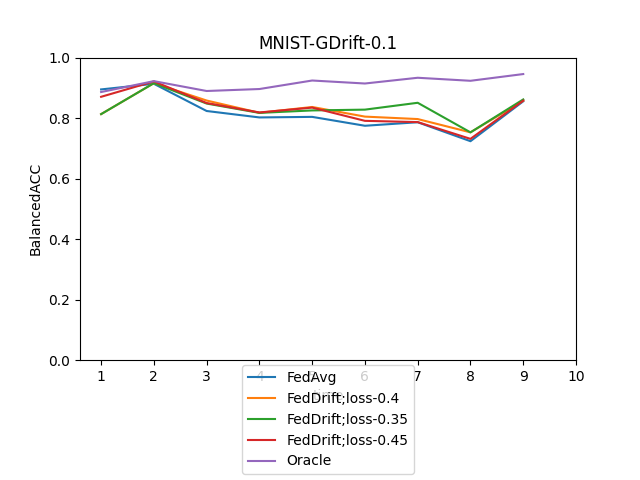 MNIST-GDrift-0.1
BalancedACC
1.0
0.8
0.6
0.4
0.2
0.0
1 2 3 4 5 6 7 8 9 10
FedAvg
FedDrift;loss-0.4
FedDrift;loss-0.35
FedDrift;loss-0.45
Oracle